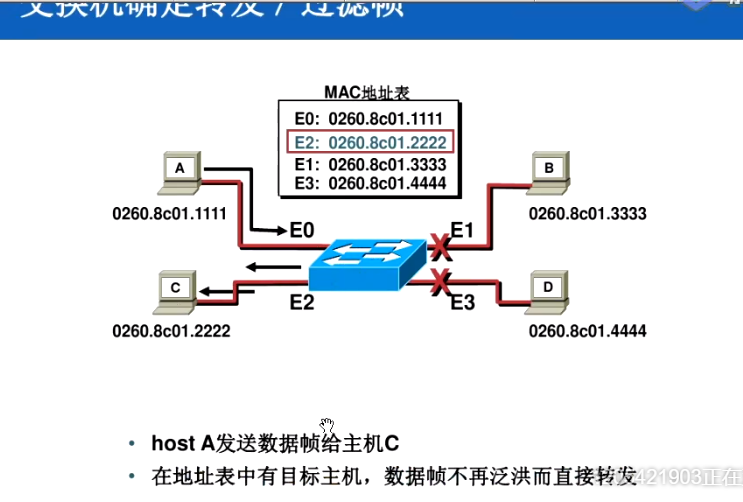 交换机确定转发 / 过滤帧
MAC地址表
E0: 0260.8c01.1111
E2: 0260.8c01.2222
E1: 0260.8c01.3333
E3: 0260.8c01.4444
A
B
0260.8c01.1111
0260.8c01.3333
E0
E1
C
D
E2
E3
0260.8c01.2222
0260.8c01.4444
• host A发送数据帧给主机C
• 在地址表中有目标主机，数据帧不再泛洪而直接转发
421903正在